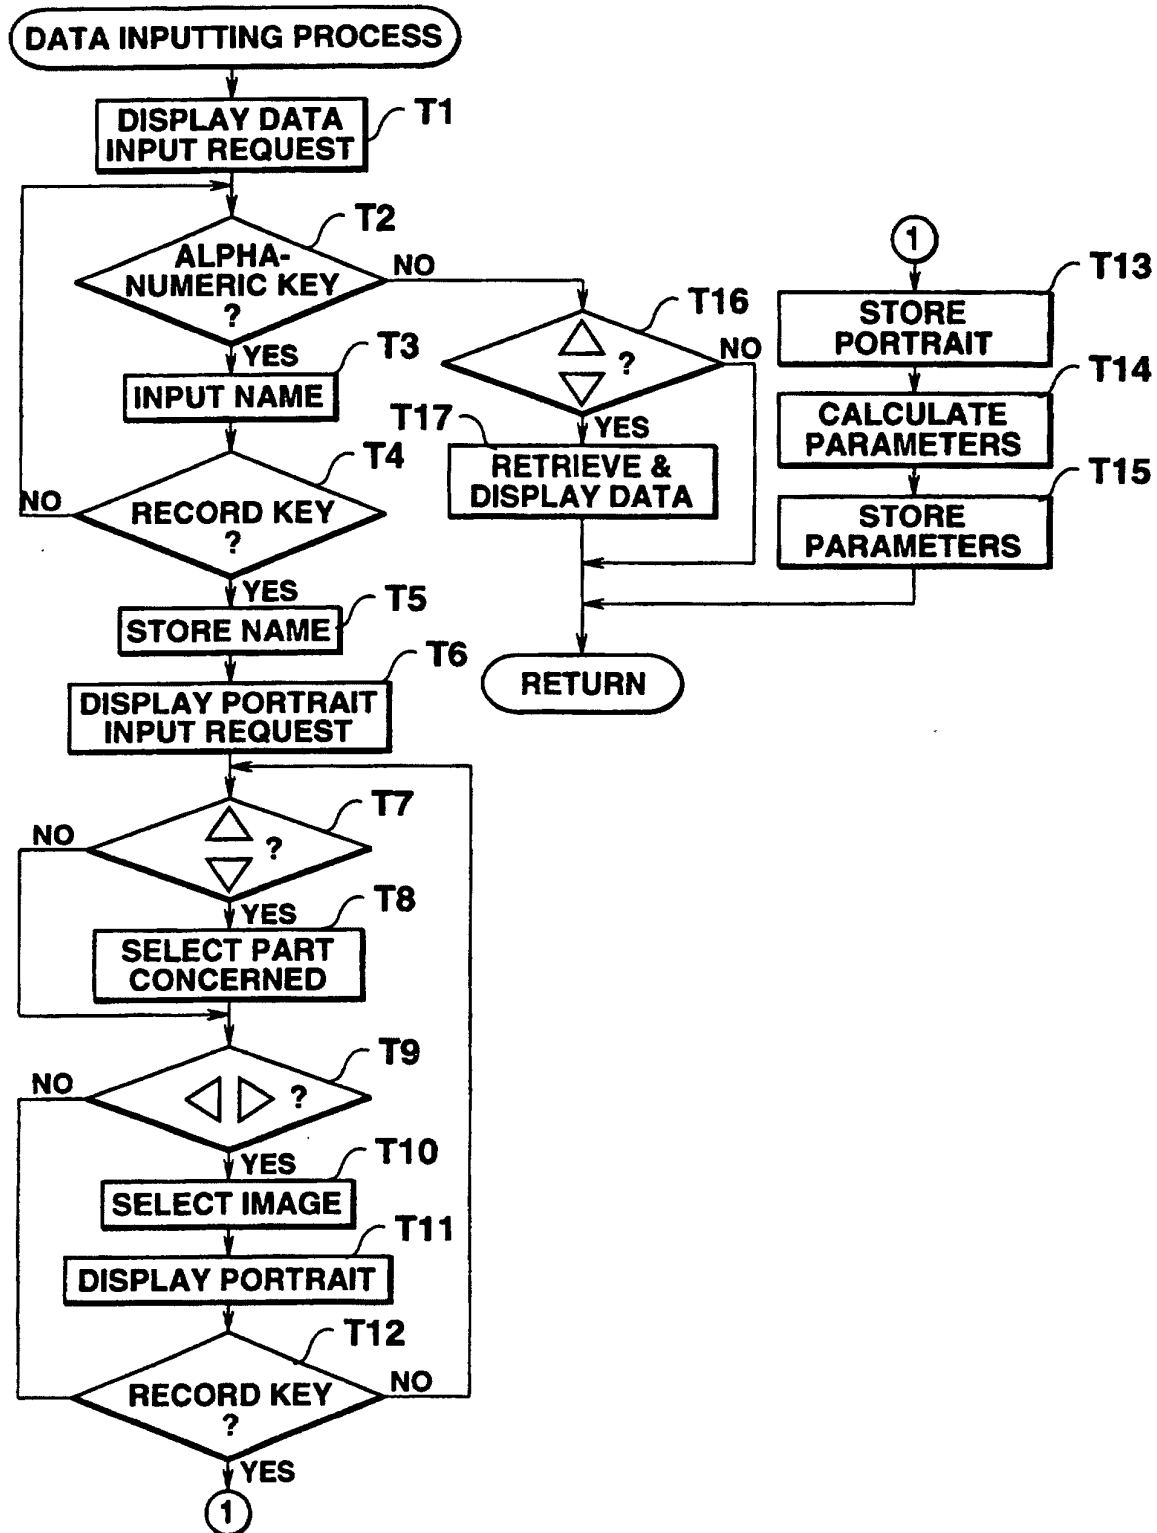 DATA INPUTTING PROCESS
DISPLAY DATA
INPUT REQUEST
T1
ALPHA-
NUMERIC KEY
?
T2
NO
YES
INPUT NAME
T3
RECORD KEY
?
T4
NO
YES
STORE NAME
T5
DISPLAY PORTRAIT
INPUT REQUEST
T6
?
T7
NO
YES
SELECT PART
CONCERNED
T8
?
T9
NO
YES
SELECT IMAGE
T10
DISPLAY PORTRAIT
T11
RECORD KEY
?
T12
NO
YES
1
?
T16
NO
YES
RETRIEVE &
DISPLAY DATA
T17
RETURN
1
STORE
PORTRAIT
T13
CALCULATE
PARAMETERS
T14
STORE
PARAMETERS
T15